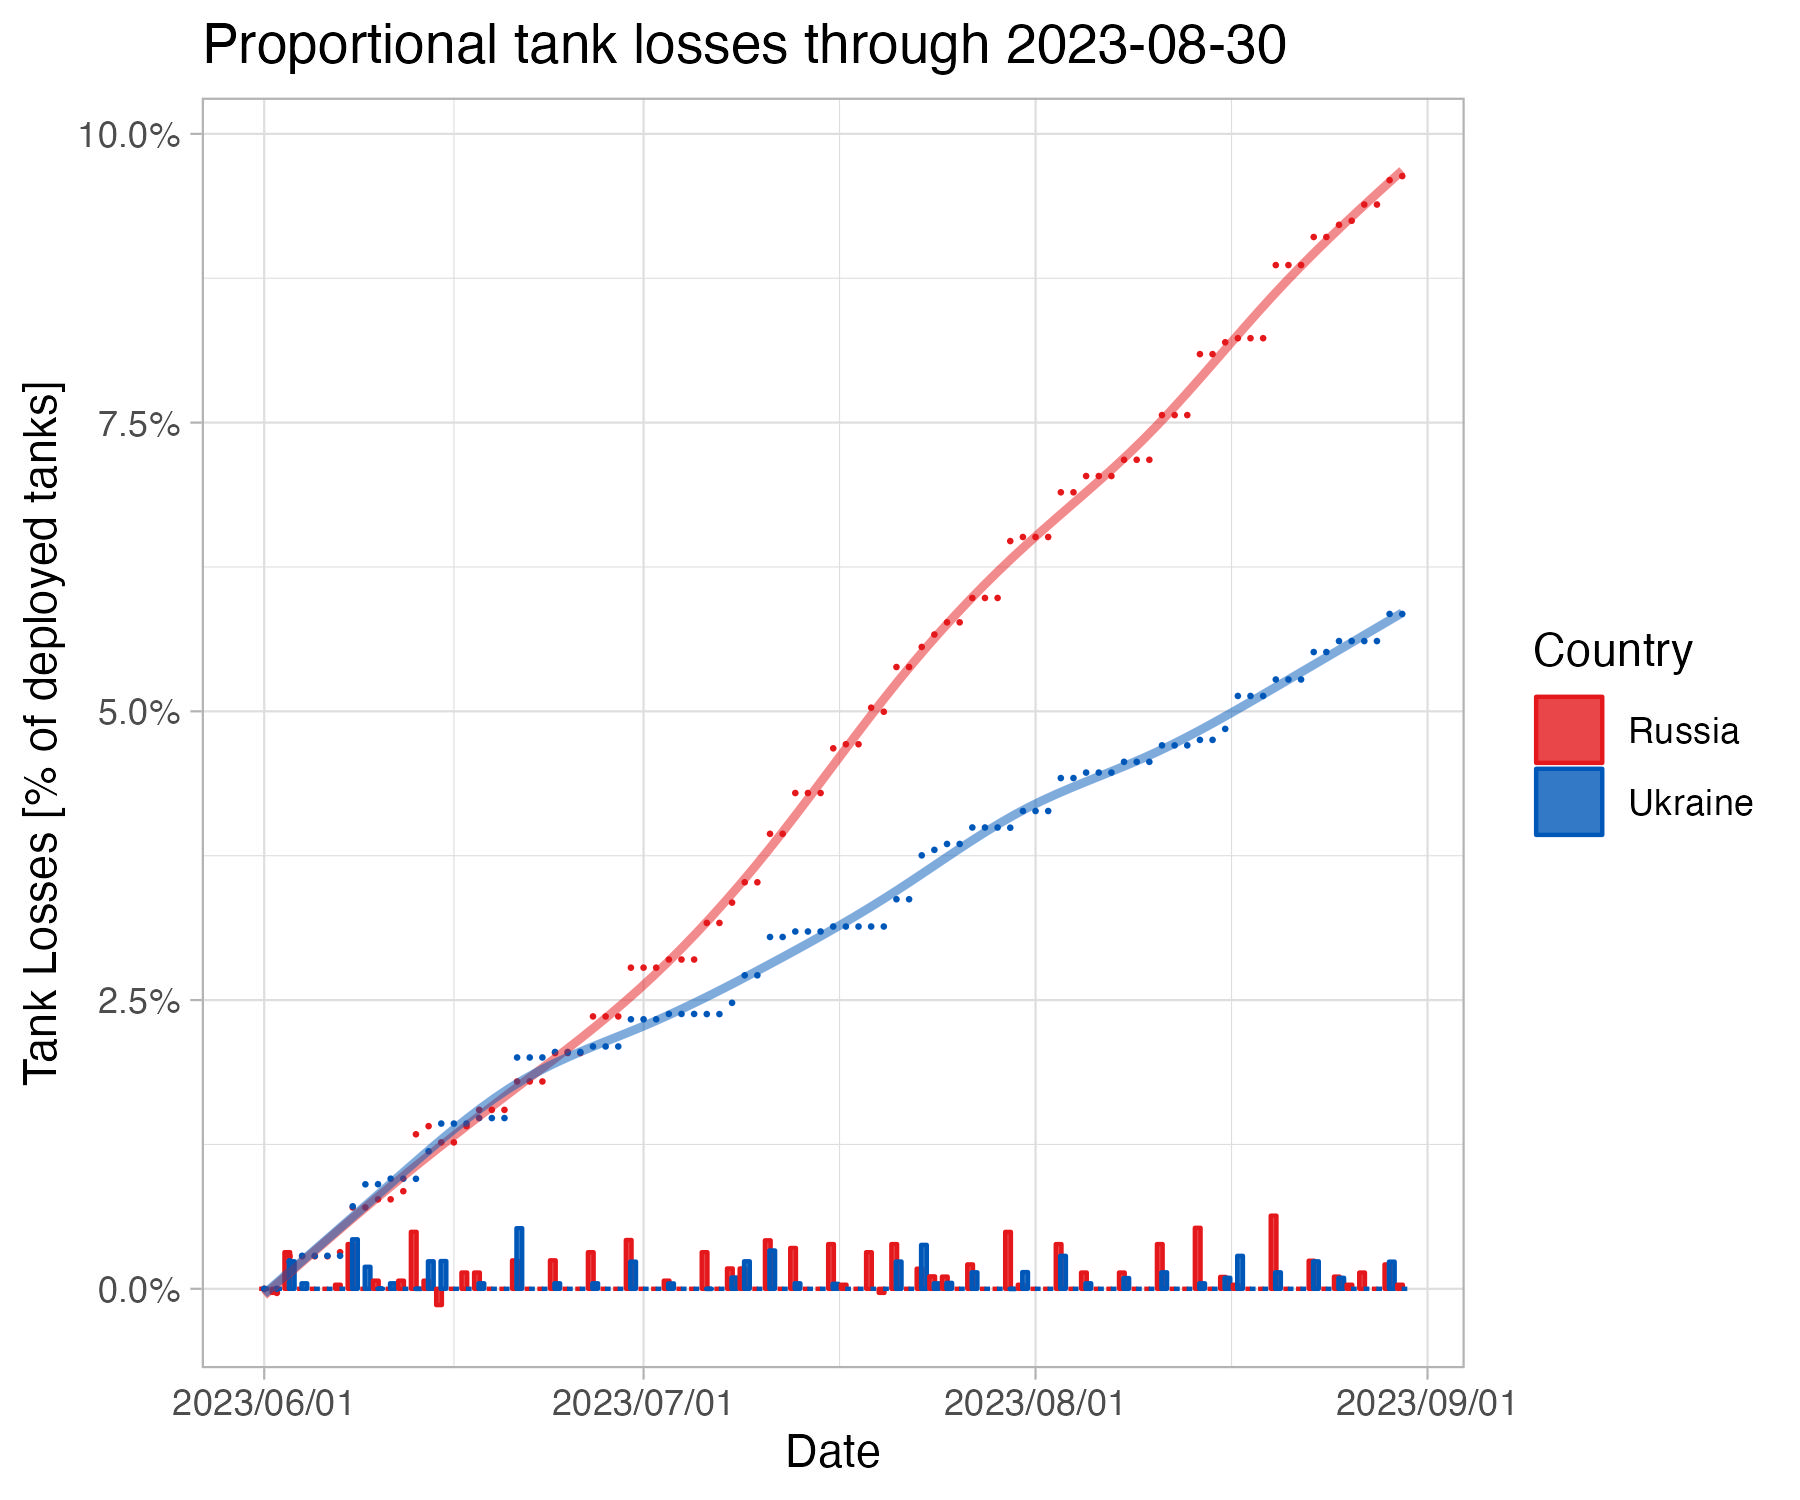 Proportional tank losses through 2023-08-30
Tank Losses [% of deployed tanks]
10.0%
7.5%
5.0%
2.5%
0.0%
2023/06/01
2023/07/01
2023/08/01
2023/09/01
Date
Country
Russia
Ukraine